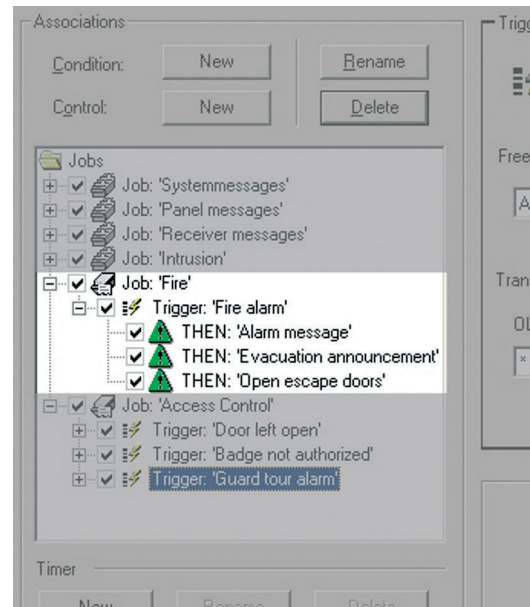 Associations
Condition: New Rename
Control: New Delete
Jobs
Job: 'Systemmessages'
Job: 'Panel messages'
Job: 'Receiver messages'
Job: 'Intrusion'
Job: 'Fire'
Trigger: 'Fire alarm'
THEN: 'Alarm message'
THEN: 'Evacuation announcement'
THEN: 'Open escape doors'
Job: 'Access Control'
Trigger: 'Door left open'
Trigger: 'Badge not authorized'
Trigger: 'Guard tour alarm'
Timer
New Rename Delete
Trigg
Free
A
Tran
*